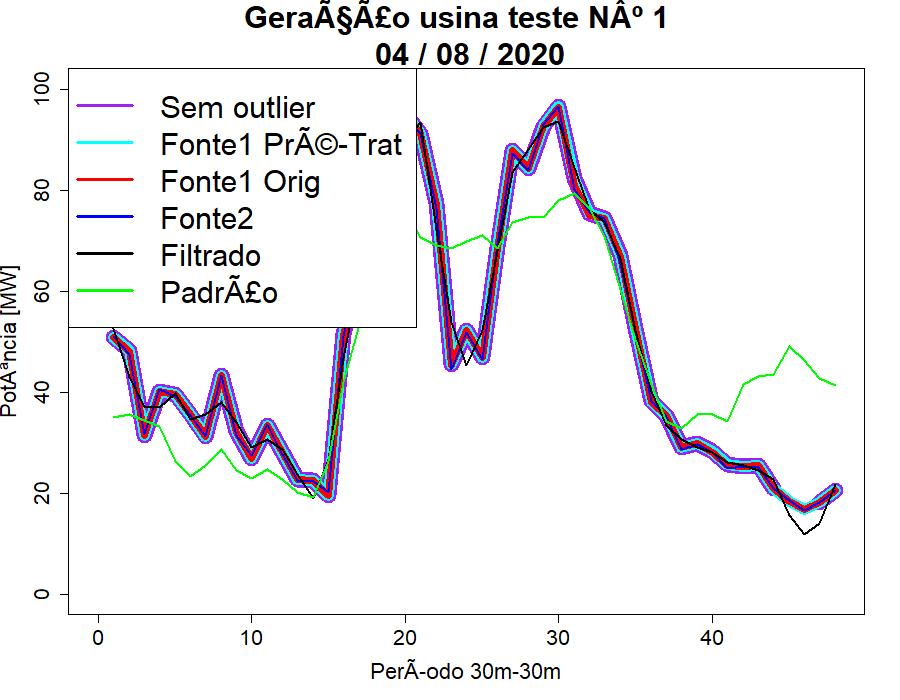 GeraÃ§Ã£o usina teste NÂº 1
04 / 08 / 2020
Sem outlier
Fonte1 PrÃ©-Trat
Fonte1 Orig
Fonte2
Filtrado
PadrÃ£o
PotÃªncia [MW]
100
80
60
40
20
0
0 10 20 30 40
PerÃ­odo 30m-30m